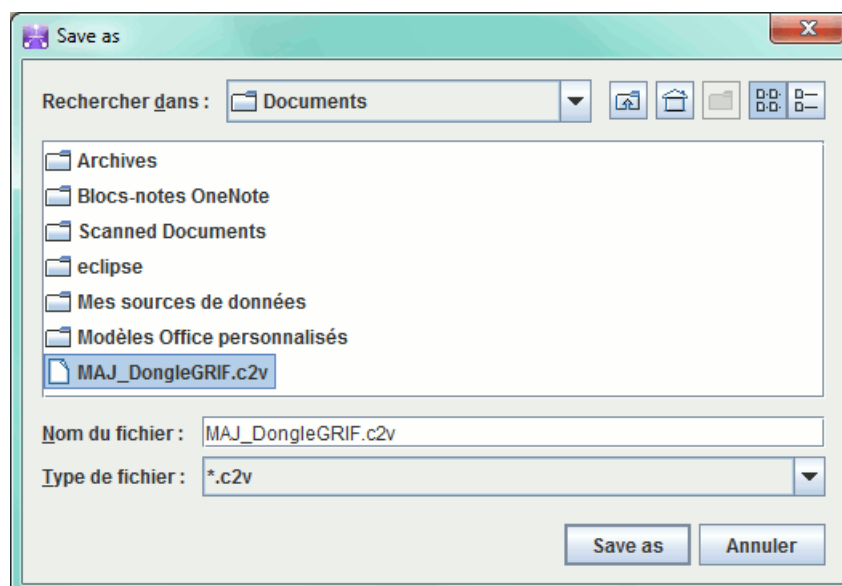 Save as
Rechercher dans : Documents
Archives
Blocs-notes OneNote
Scanned Documents
eclipse
Mes sources de données
Modèles Office personnalisés
MAJ_DongleGRIF.c2v
Nom du fichier : MAJ_DongleGRIF.c2v
Type de fichier : *.c2v
Save as Annuler